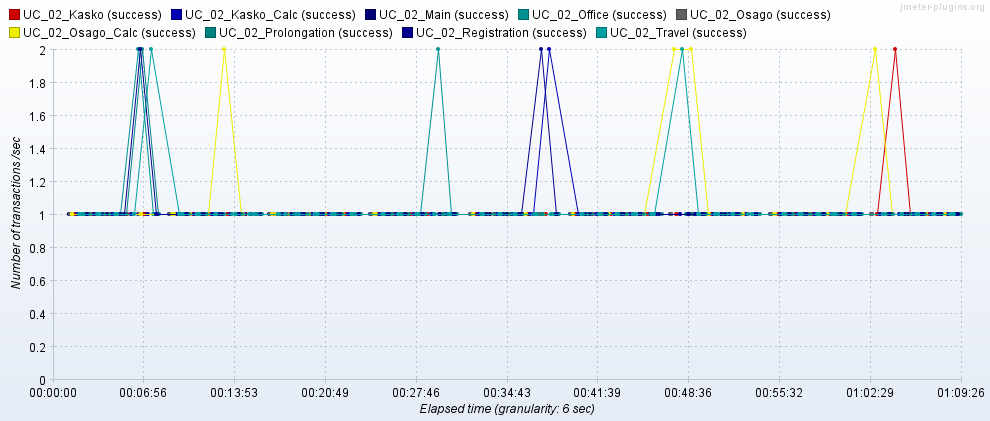 jmeter-plugins.org
UC_02_Kasko (success) UC_02_Kasko_Calc (success) UC_02_Main (success) UC_02_Office (success) UC_02_Osago (success)
UC_02_Osago_Calc (success) UC_02_Prolongation (success) UC_02_Registration (success) UC_02_Travel (success)
Number of transactions /sec
2
1.8
1.6
1.4
1.2
1
0.8
0.6
0.4
0.2
0
00:00:00 00:06:56 00:13:53 00:20:49 00:27:46 00:34:43 00:41:39 00:48:36 00:55:32 01:02:29 01:09:26
Elapsed time (granularity: 6 sec)